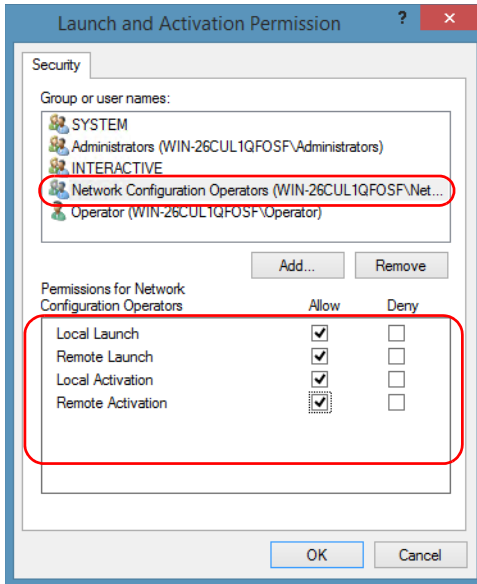 Launch and Activation Permission ? ×
Security
Group or user names:
SYSTEM
Administrators (WIN-26CUL1QFOSF\Administrators)
INTERACTIVE
Network Configuration Operators (WIN-26CUL1QFOSF\Net...
Operator (WIN-26CUL1QFOSF\Operator)
Add... Remove
Permissions for Network
Configuration Operators Allow Deny
Local Launch
Remote Launch
Local Activation
Remote Activation
OK Cancel